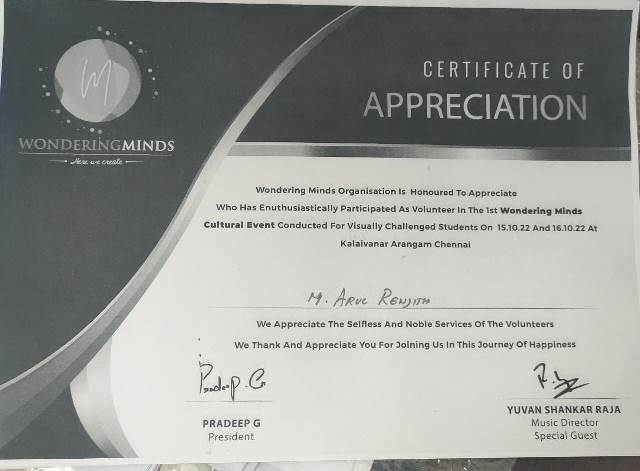 CERTIFICATE OF
APPRECIATION
WONDERINGMINDS
Here we create
Wondering Minds Organisation Is Honoured To Appreciate
Who Has Enuthusiastically Participated As Volunteer In The 1st Wondering Minds
Cultural Event Conducted For Visually Challenged Students On 15.10.22 And 16.10.22 At
Kalaivanar Arangam Chennai
M. ARUL RENJITH
We Appreciate The Selfless And Noble Services Of The Volunteers
We Thank And Appreciate You For Joining Us In This Journey Of Happiness
Pradeep. G
PRADEEP G
President
YUVAN SHANKAR RAJA
Music Director
Special Guest